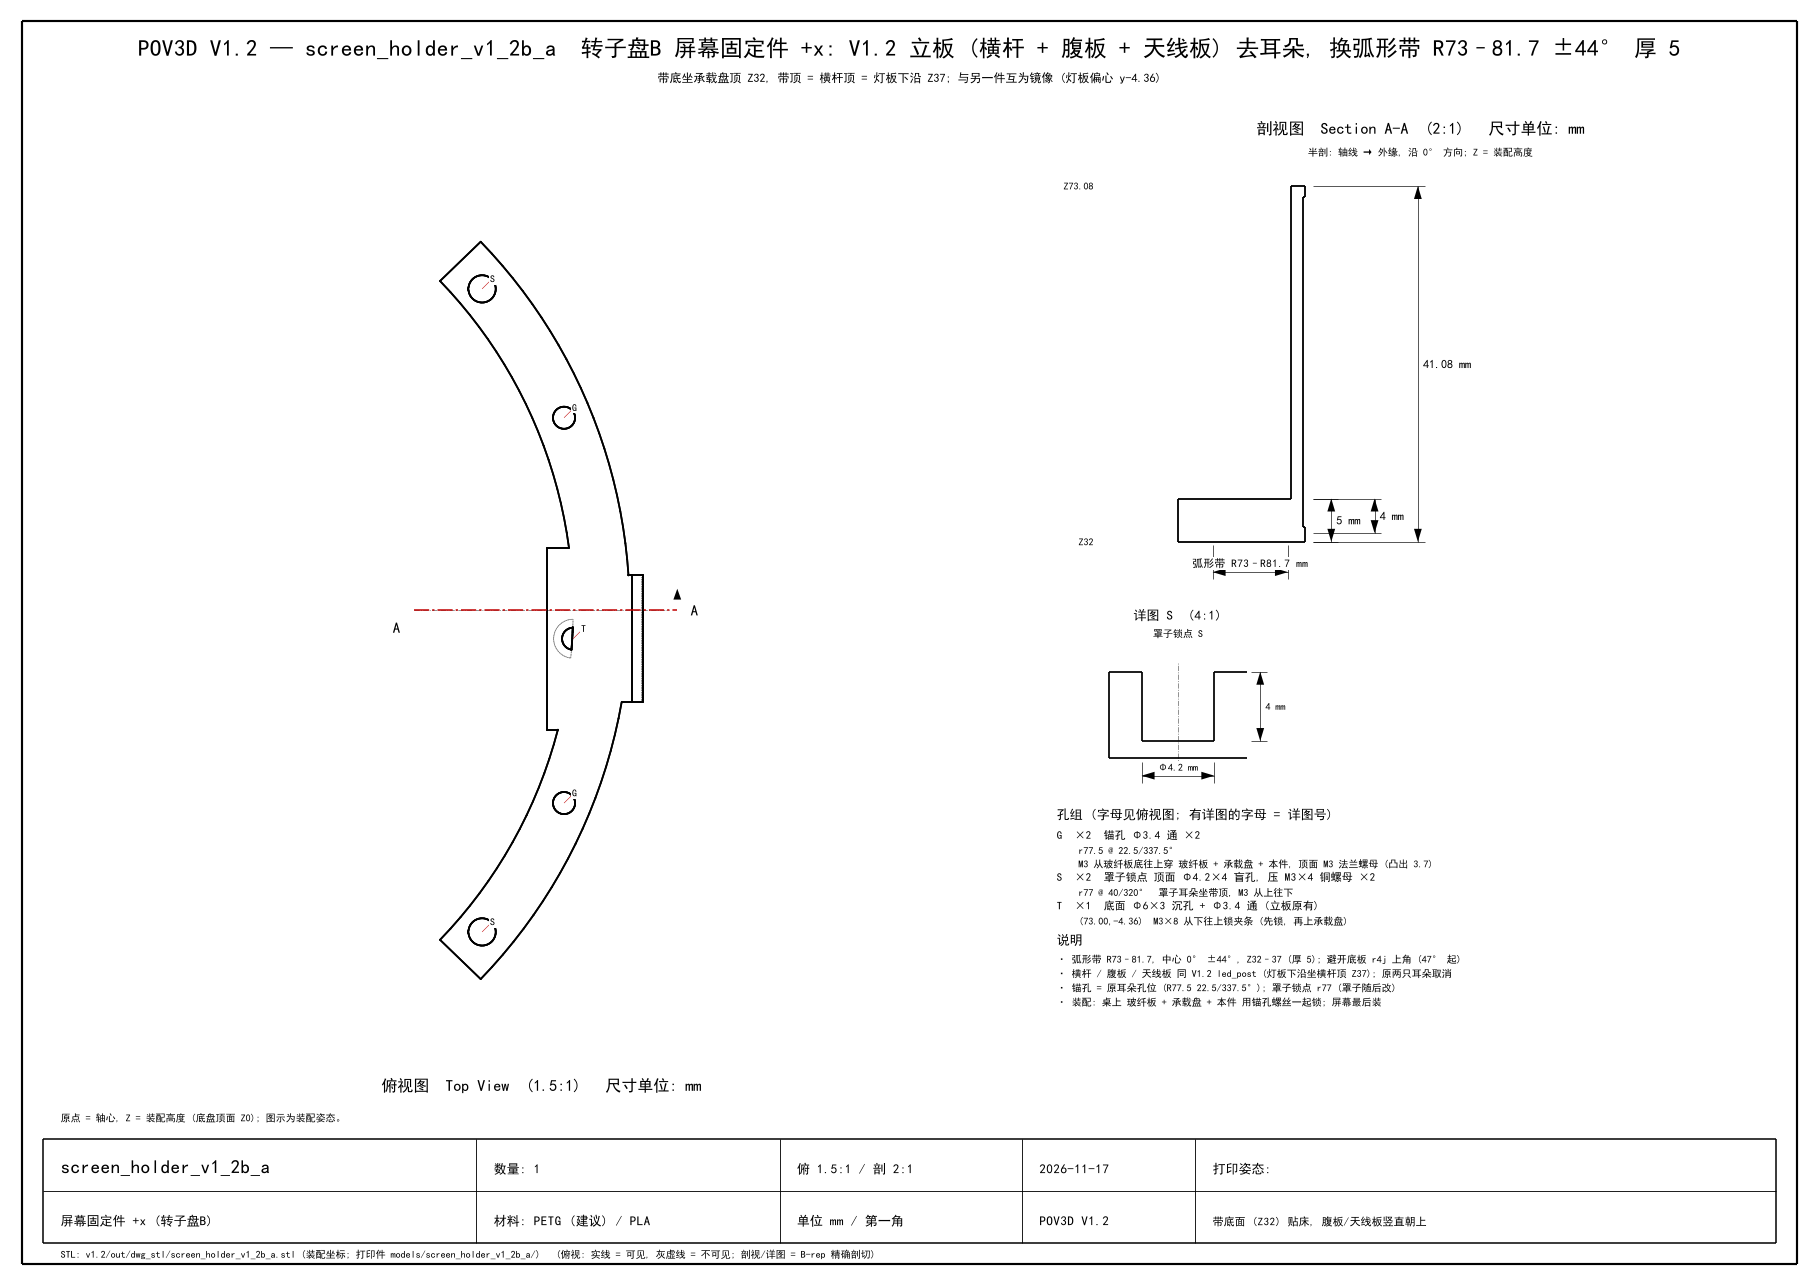 POV3D V1.2 — screen_holder_v1_2b_a 转子盘B 屏幕固定件 +x: V1.2 立板 (横杆 + 腹板 + 天线板) 去耳朵, 换弧形带 R73–81.7 ±44° 厚 5
带底坐承载盘顶 Z32, 带顶 = 横杆顶 = 灯板下沿 Z37; 与另一件互为镜像 (灯板偏心 y-4.36)
剖视图 Section A-A (2:1) 尺寸单位: mm
半剖: 轴线 → 外缘, 沿 0° 方向; Z = 装配高度
Z73.08
41.08 mm
5 mm
4 mm
Z32
弧形带 R73–R81.7 mm
S
G
T
A
A
G
S
详图 S (4:1)
罩子锁点 S
4 mm
Φ4.2 mm
孔组 (字母见俯视图; 有详图的字母 = 详图号)
G ×2 锚孔 Φ3.4 通 ×2
r77.5 @ 22.5/337.5°
M3 从玻纤板底往上穿 玻纤板 + 承载盘 + 本件, 顶面 M3 法兰螺母 (凸出 3.7)
S ×2 罩子锁点 顶面 Φ4.2×4 盲孔, 压 M3×4 铜螺母 ×2
r77 @ 40/320° 罩子耳朵坐带顶, M3 从上往下
T ×1 底面 Φ6×3 沉孔 + Φ3.4 通 (立板原有)
(73.00,-4.36) M3×8 从下往上锁夹条 (先锁, 再上承载盘)
说明
· 弧形带 R73–81.7, 中心 0° ±44°, Z32–37 (厚 5); 避开底板 r4j 上角 (47° 起)
· 横杆 / 腹板 / 天线板 同 V1.2 led_post (灯板下沿坐横杆顶 Z37); 原两只耳朵取消
· 锚孔 = 原耳朵孔位 (R77.5 22.5/337.5°); 罩子锁点 r77 (罩子随后改)
· 装配: 桌上 玻纤板 + 承载盘 + 本件 用锚孔螺丝一起锁; 屏幕最后装
俯视图 Top View (1.5:1) 尺寸单位: mm
原点 = 轴心, Z = 装配高度 (底盘顶面 Z0); 图示为装配姿态。
screen_holder_v1_2b_a 数量: 1 俯 1.5:1 / 剖 2:1 2026-11-17 打印姿态:
屏幕固定件 +x (转子盘B) 材料: PETG (建议) / PLA 单位 mm / 第一角 POV3D V1.2 带底面 (Z32) 贴床, 腹板/天线板竖直朝上
STL: v1.2/out/dwg_stl/screen_holder_v1_2b_a.stl (装配坐标; 打印件 models/screen_holder_v1_2b_a/) (俯视: 实线 = 可见, 灰虚线 = 不可见; 剖视/详图 = B-rep 精确剖切)